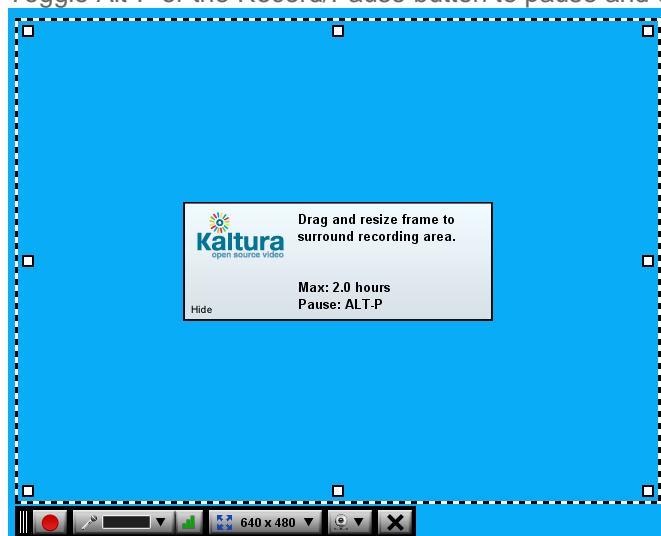 Toggle Alt-P or the Record/Pause button to pause and
Kaltura
open source video
Drag and resize frame to
surround recording area.
Max: 2.0 hours
Pause: ALT-P
Hide
640 x 480